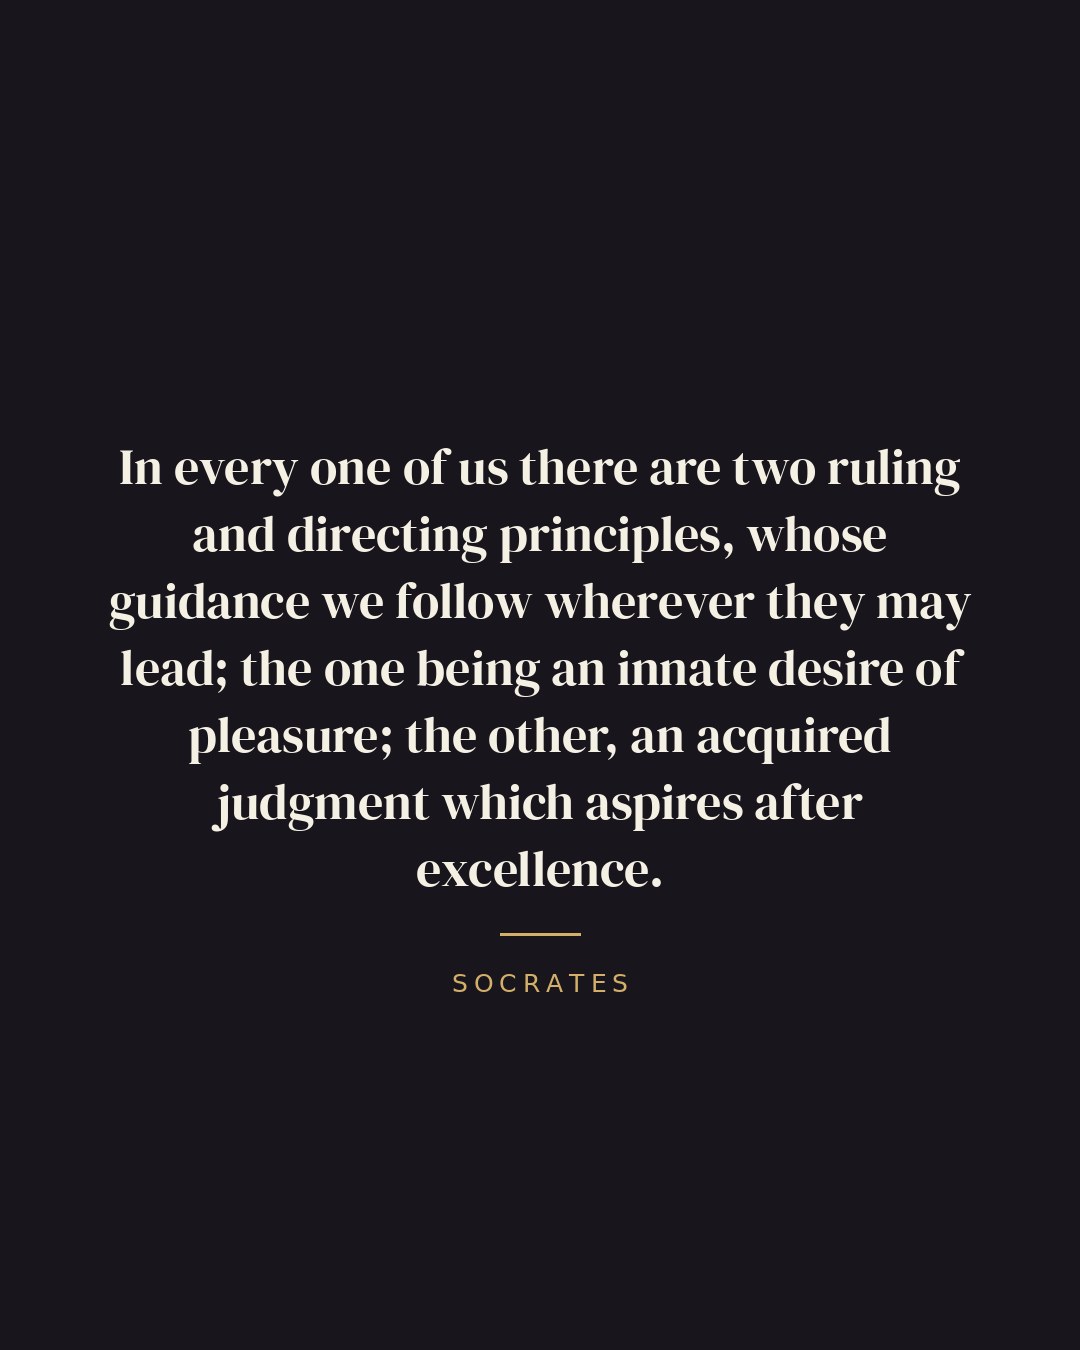 In every one of us there are two ruling
and directing principles, whose
guidance we follow wherever they may
lead; the one being an innate desire of
pleasure; the other, an acquired
judgment which aspires after
excellence.
SOCRATES